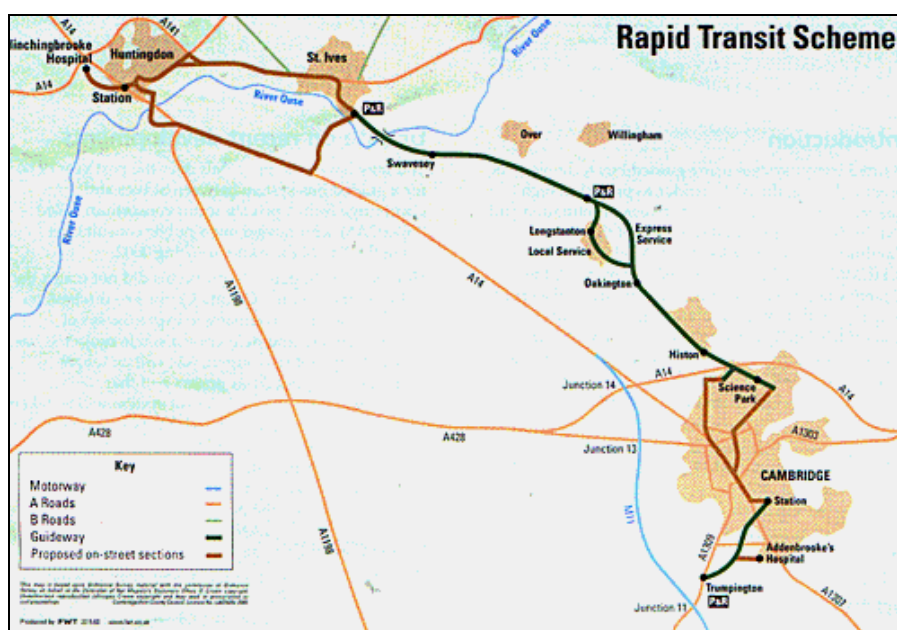 Rapid Transit Scheme
A14
A141
Hinchingbrooke
Hospital
Huntingdon
St. Ives
River Ouse
A14
Station
P&R
River Ouse
Over
Willingham
Swavesey
River Ouse
P&R
Longstanton
Local Service
Express
Service
Oakington
A1198
A14
Histon
A14
Junction 14
Science
Park
A14
A428
A428
Junction 13
A1303
CAMBRIDGE
Station
M11
A1198
A1309
Addenbrooke's
Hospital
Trumpington
P&R
Junction 11
A1307
Key
Motorway
A Roads
B Roads
Guideway
Proposed on-street sections